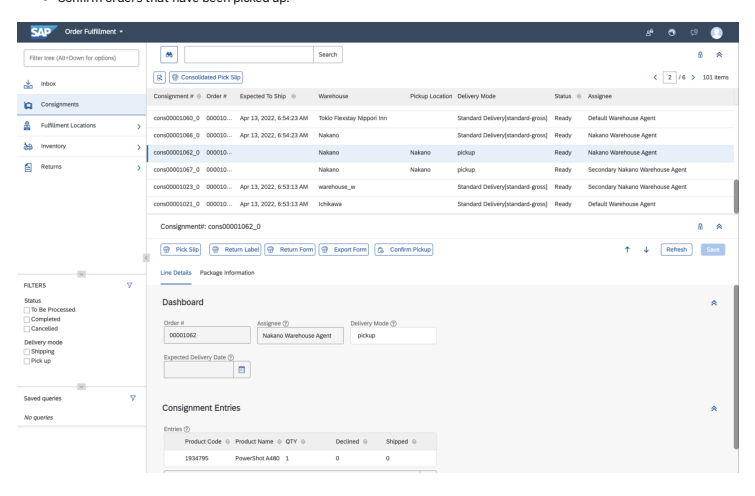 Confirm orders that have been picked up.
SAP Order Fulfillment
Filter tree (Alt+Down for options)
Search
Inbox
Consolidated Pick Slip
2 / 6 101 items
Consignments
Consignment # Order # Expected To Ship Warehouse Pickup Location Delivery Mode Status Assignee
Fulfillment Locations
cons00001060_0 000010... Apr 13, 2022, 6:54:23 AM Tokio Flexstay Nippori Inn Standard Delivery[standard-gross] Ready Default Warehouse Agent
cons00001066_0 000010... Apr 13, 2022, 6:54:23 AM Nakano Standard Delivery[standard-gross] Ready Nakano Warehouse Agent
Inventory
cons00001062_0 000010... Nakano Nakano pickup Ready Nakano Warehouse Agent
Returns
cons00001067_0 000010... Nakano Nakano pickup Ready Secondary Nakano Warehouse Agent
cons00001023_0 000010... Apr 13, 2022, 6:53:13 AM warehouse_w Standard Delivery[standard-gross] Ready Secondary Nakano Warehouse Agent
cons00001021_0 000010... Apr 13, 2022, 6:53:13 AM Ichikawa Standard Delivery[standard-gross] Ready Default Warehouse Agent
Consignment#: cons00001062_0
Pick Slip Return Label Return Form Export Form Confirm Pickup Refresh Save
Line Details Package Information
FILTERS
Status
To Be Processed
Completed
Cancelled
Delivery mode
Shipping
Pick up
Saved queries
No queries
Dashboard
Order # Assignee Delivery Mode
00001062 Nakano Warehouse Agent pickup
Expected Delivery Date
Consignment Entries
Entries
Product Code Product Name QTY Declined Shipped
1934795 PowerShot A480 1 0 0